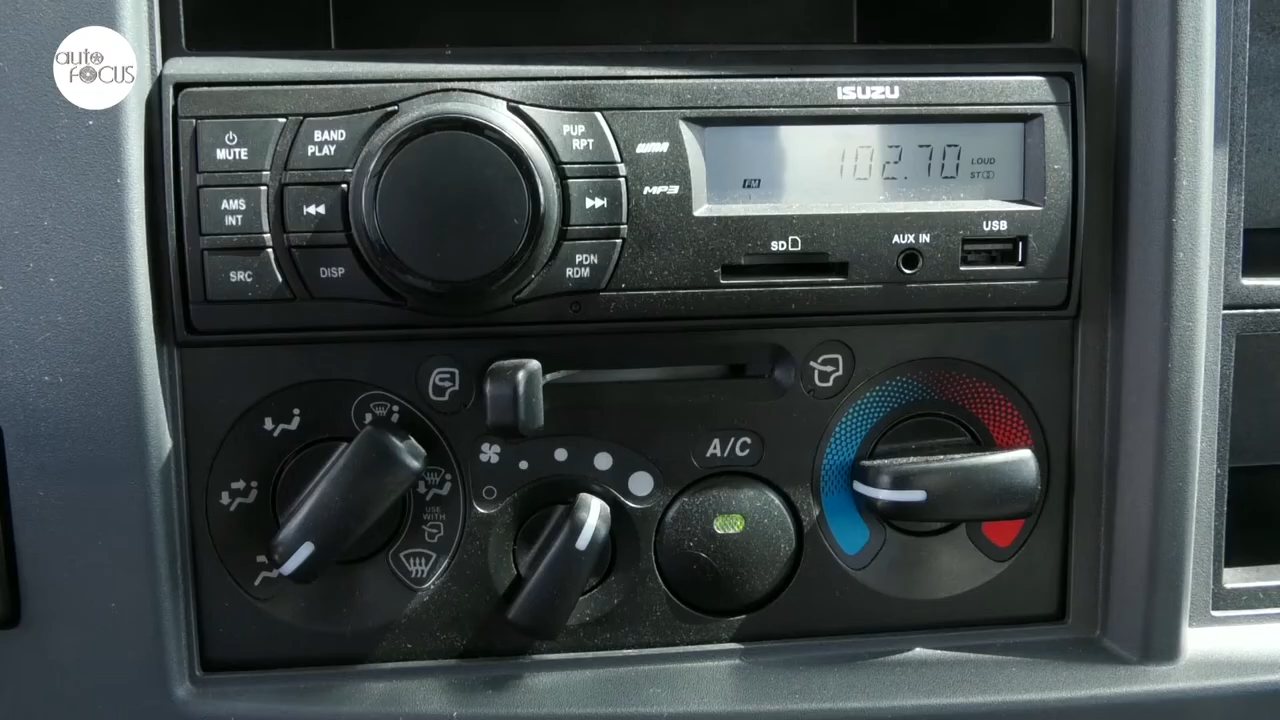 auto
FOCUS
ISUZU
MUTE
BAND
PLAY
PUP
RPT
WMA
102.70
LOUD
ST
FM
AMS
INT
MP3
SRC
DISP
PDN
RDM
SD
AUX IN
USB
A/C
USE
WITH